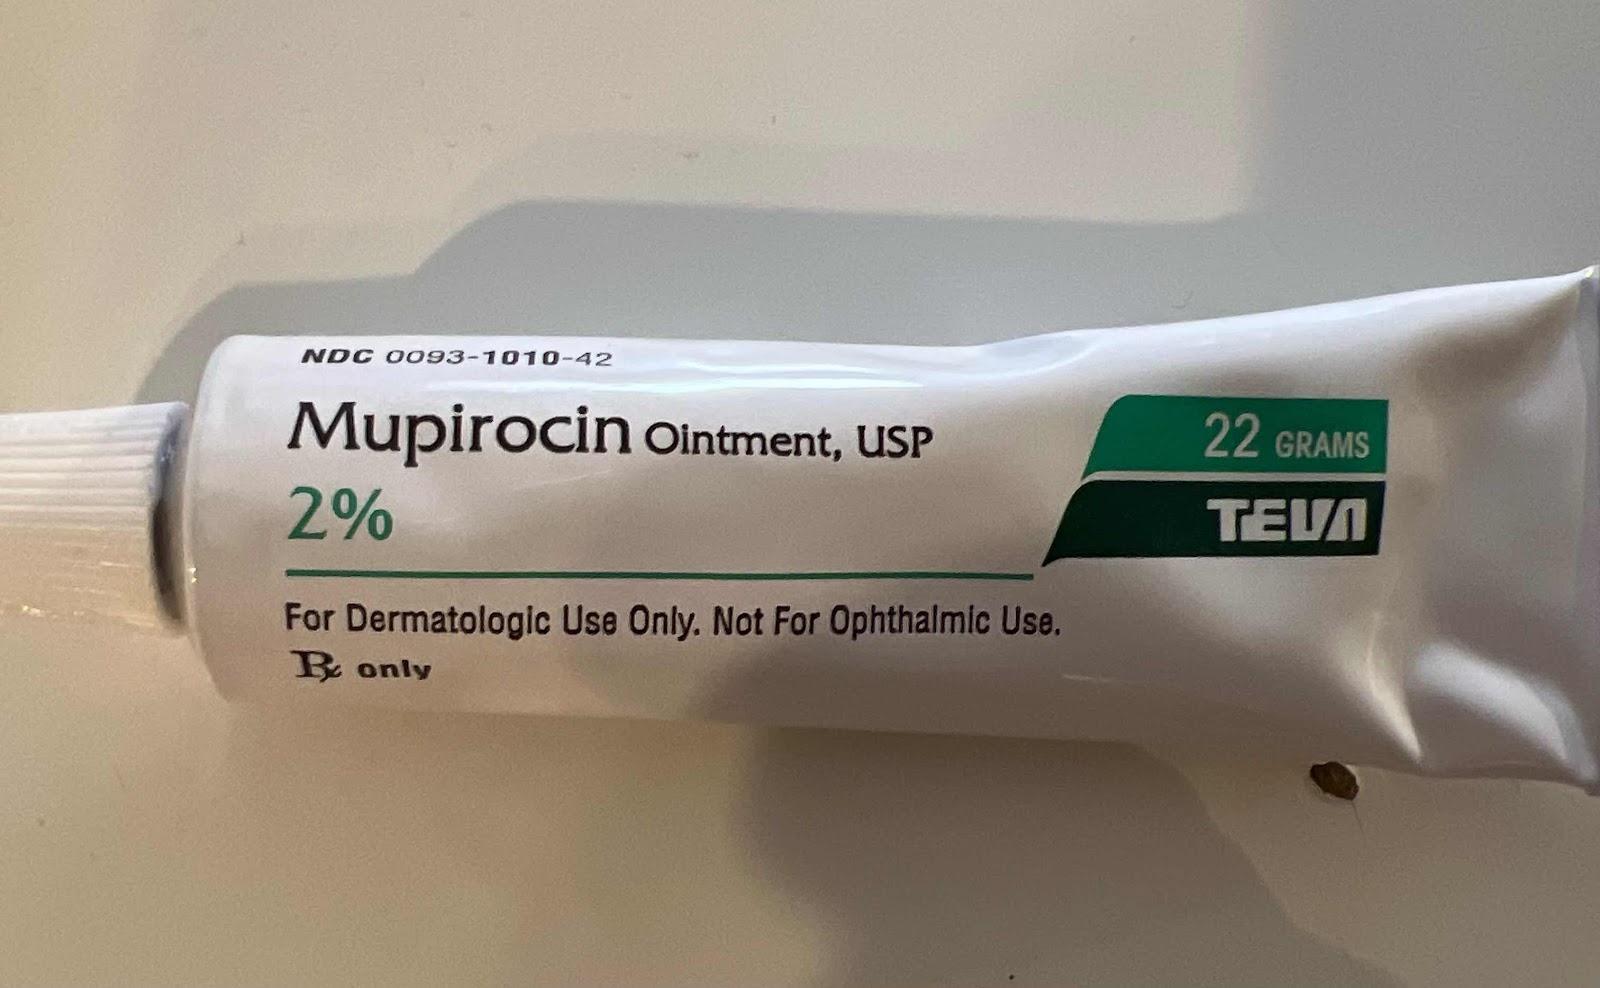 NDC 0093-1010-42
Mupirocin Ointment, USP
2%
22 GRAMS
TEVA
For Dermatologic Use Only. Not For Ophthalmic Use.
Rx only